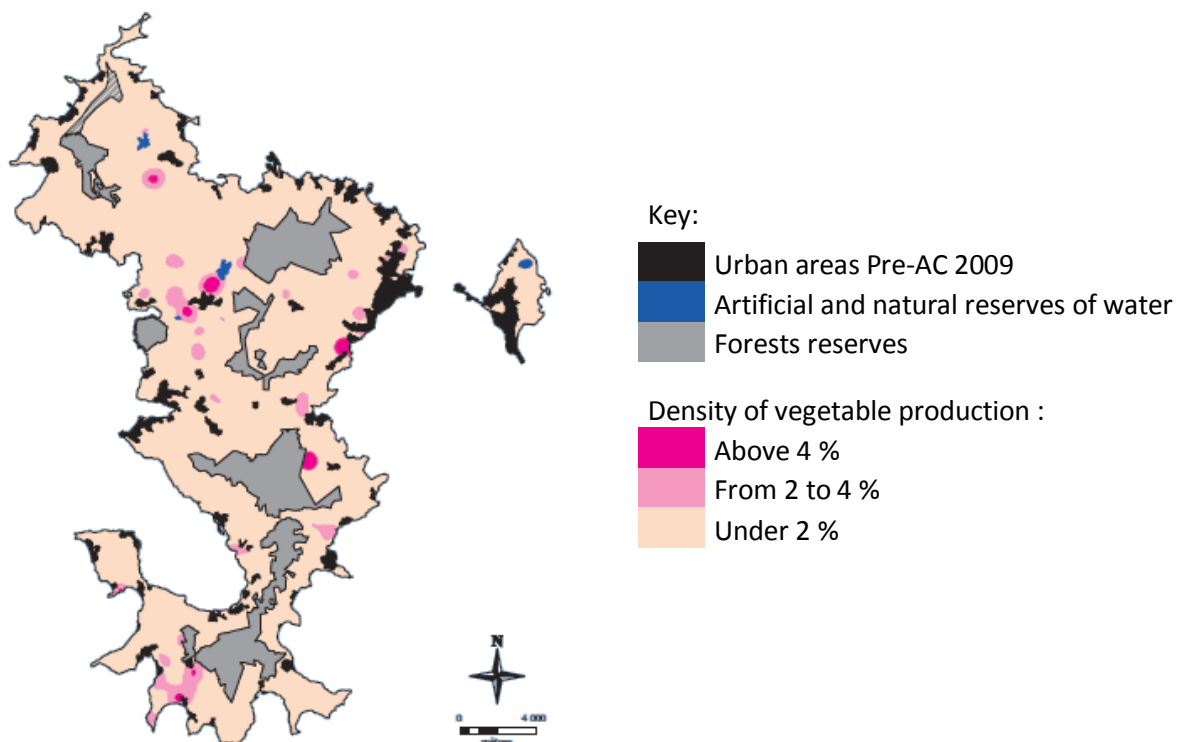 Key:
Urban areas Pre-AC 2009
Artificial and natural reserves of water
Forests reserves
Density of vegetable production :
Above 4 %
From 2 to 4 %
Under 2 %
N
0 4 000